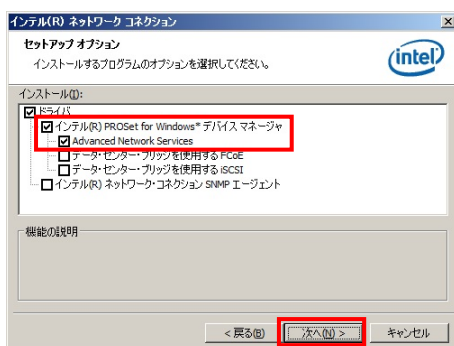 インテル(R) ネットワーク コネクション
セットアップ オプション
インストールするプログラムのオプションを選択してください。
intel
インストール(I):
ドライバ
インテル(R) PROSet for Windows* デバイス マネージャ
Advanced Network Services
データ・センター・ブリッジを使用する FCoE
データ・センター・ブリッジを使用する iSCSI
インテル(R) ネットワーク・コネクション SNMP エージェント
機能の説明
< 戻る(B)
次へ(N) >
キャンセル